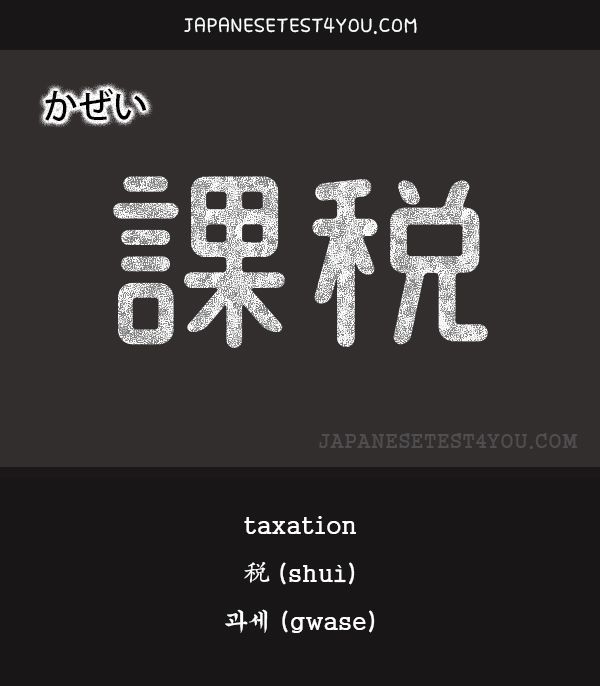 JAPANESETEST4YOU.COM
かぜい
課税
JAPANESETEST4YOU.COM
taxation
税 (shuì)
과세 (gwase)